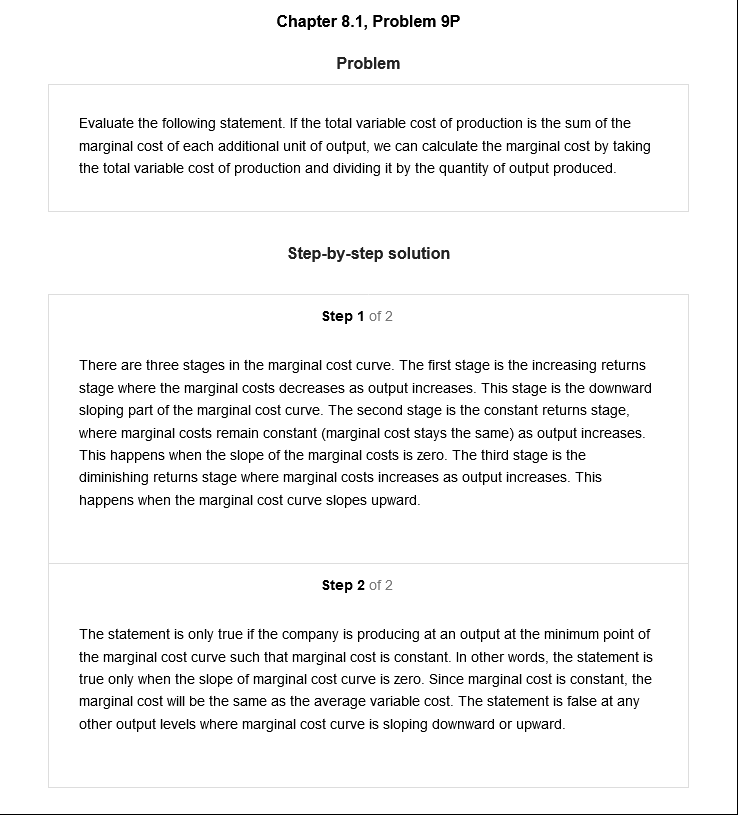 Chapter 8.1, Problem 9P
Problem
Evaluate the following statement. If the total variable cost of production is the sum of the
marginal cost of each additional unit of output, we can calculate the marginal cost by taking
the total variable cost of production and dividing it by the quantity of output produced.
Step-by-step solution
Step 1 of 2
There are three stages in the marginal cost curve. The first stage is the increasing returns
stage where the marginal costs decreases as output increases. This stage is the downward
sloping part of the marginal cost curve. The second stage is the constant returns stage,
where marginal costs remain constant (marginal cost stays the same) as output increases.
This happens when the slope of the marginal costs is zero. The third stage is the
diminishing returns stage where marginal costs increases as output increases. This
happens when the marginal cost curve slopes upward.
Step 2 of 2
The statement is only true if the company is producing at an output at the minimum point of
the marginal cost curve such that marginal cost is constant. In other words, the statement is
true only when the slope of marginal cost curve is zero. Since marginal cost is constant, the
marginal cost will be the same as the average variable cost. The statement is false at any
other output levels where marginal cost curve is sloping downward or upward.